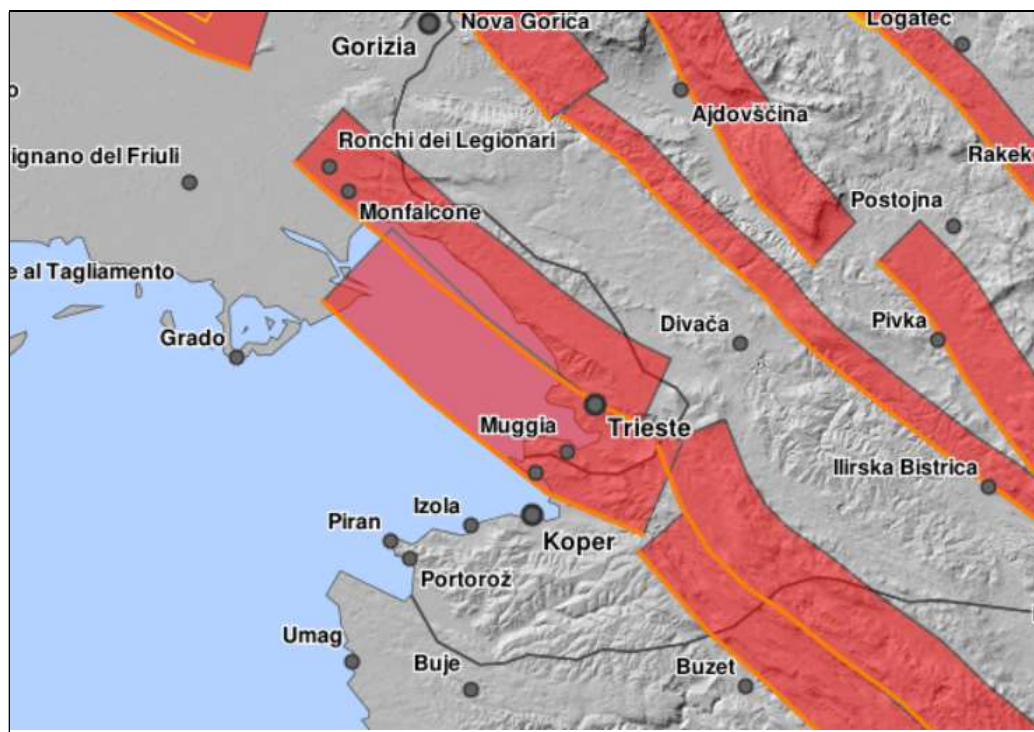 Nova Gorica
Logatec
Gorizia
o
Ajdovščina
Ronchi dei Legionari
ignano del Friuli
Rakek
Monfalcone
Postojna
e al Tagliamento
Divača
Pivka
Grado
Muggia
Trieste
Ilirska Bistrica
Izola
Piran
Koper
Portorož
Umag
Buje
Buzet